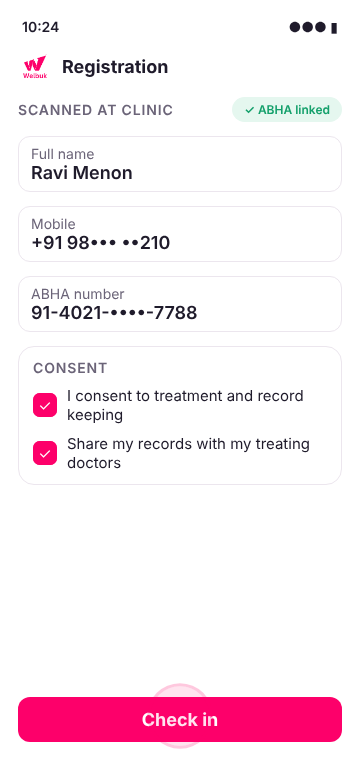 10:24
Welbuk
Registration
SCANNED AT CLINIC
✓ ABHA linked
Full name
Ravi Menon
Mobile
+91 98••• ••210
ABHA number
91-4021-••••-7788
CONSENT
I consent to treatment and record
keeping
Share my records with my treating
doctors
Check in